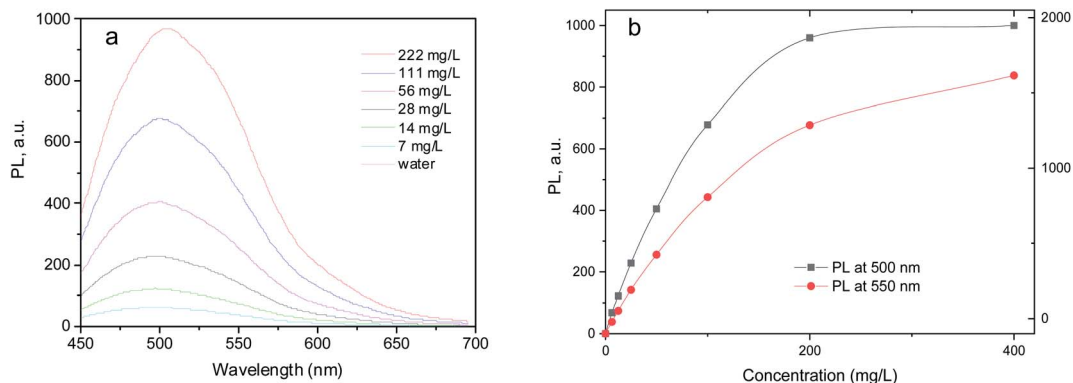 a
PL, a.u.
1000
800
600
400
200
0
450
500
550
600
650
700
Wavelength (nm)
222 mg/L
111 mg/L
56 mg/L
28 mg/L
14 mg/L
7 mg/L
water
b
PL, a.u.
1000
800
600
400
200
0
2000
1000
0
0
100
200
300
400
Concentration (mg/L)
PL at 500 nm
PL at 550 nm